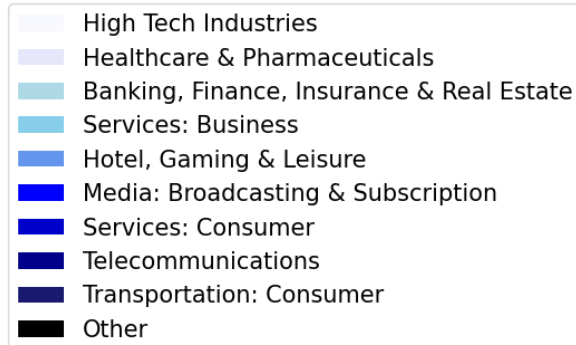 High Tech Industries
Healthcare & Pharmaceuticals
Banking, Finance, Insurance & Real Estate
Services: Business
Hotel, Gaming & Leisure
Media: Broadcasting & Subscription
Services: Consumer
Telecommunications
Transportation: Consumer
Other